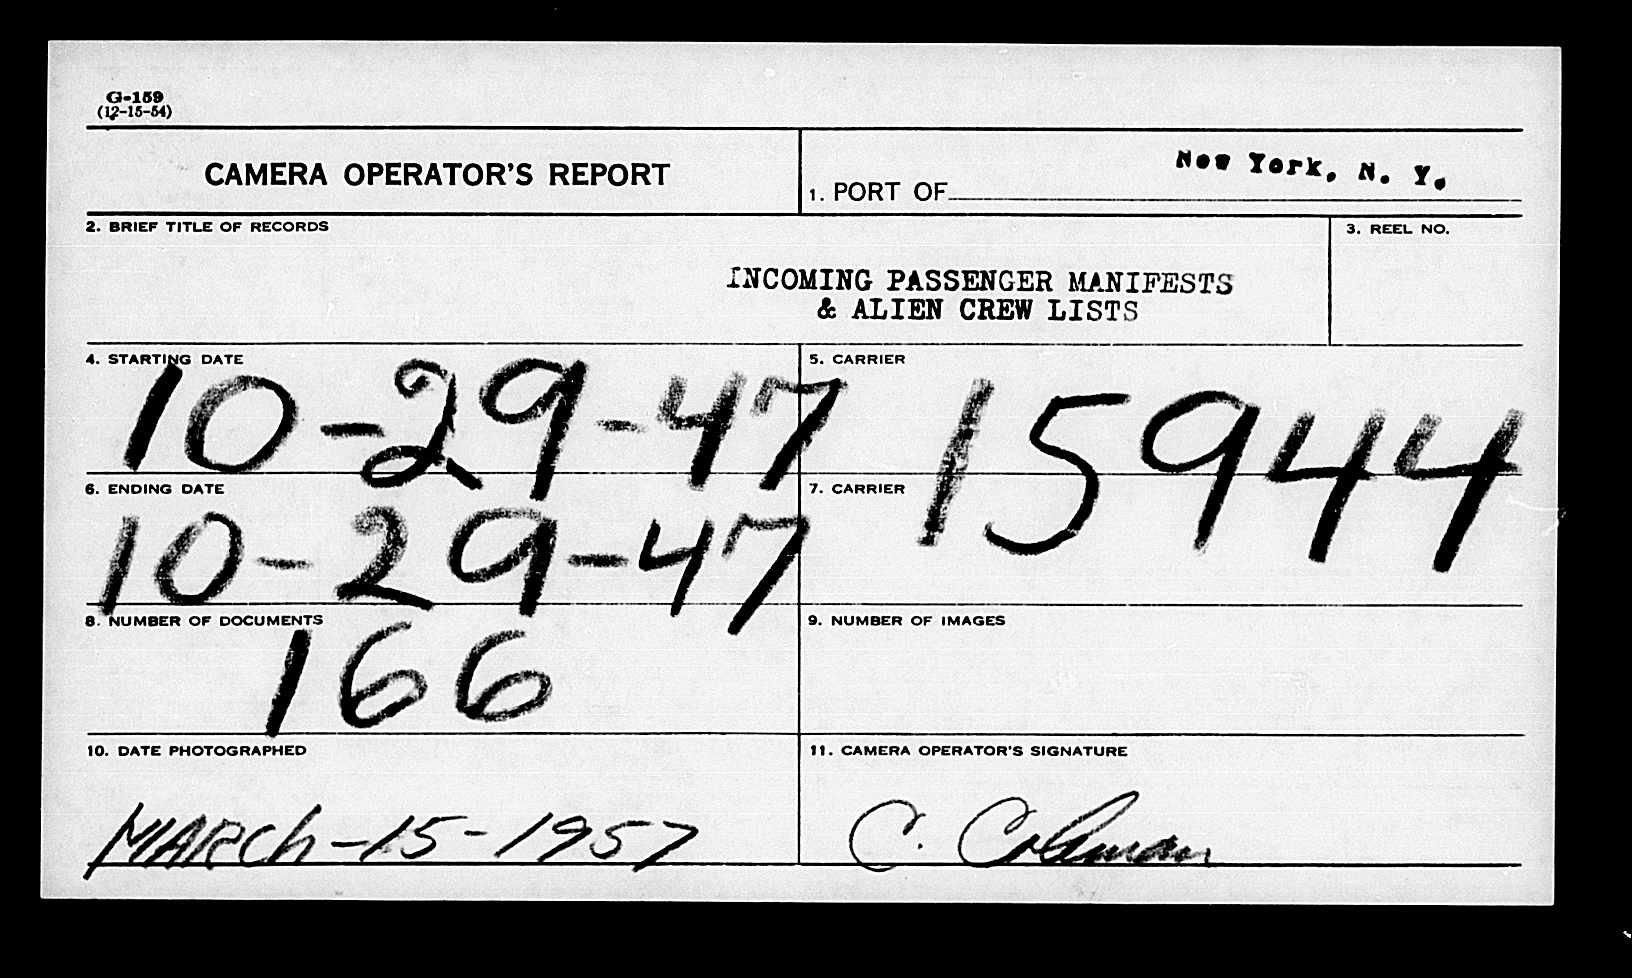 G-159
(12-15-54)
CAMERA OPERATOR'S REPORT
1. PORT OF New York, N. Y.
2. BRIEF TITLE OF RECORDS
3. REEL NO.
INCOMING PASSENGER MANIFESTS
& ALIEN CREW LISTS
4. STARTING DATE
10-29-47
5. CARRIER
15944
6. ENDING DATE
10-29-47
7. CARRIER
8. NUMBER OF DOCUMENTS
166
9. NUMBER OF IMAGES
10. DATE PHOTOGRAPHED
MARCh-15-1957
11. CAMERA OPERATOR'S SIGNATURE
C. Coleman